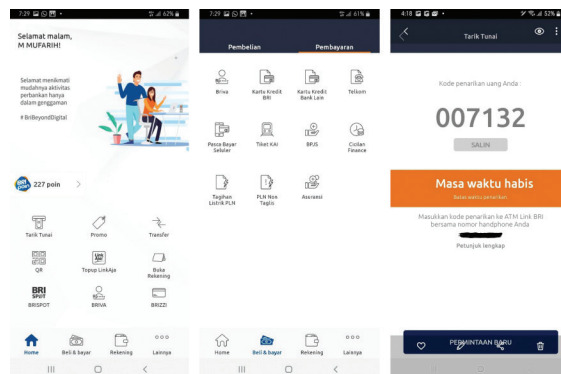 7:29
62%
Selamat malam,
M MUFARIH!
Selamat menikmati
mudahnya aktivitas
perbankan hanya
dalam genggaman
# BriBeyondDigital
BRI
poin
227 poin
Tarik Tunai
Promo
Transfer
QR
Topup LinkAja
Buka
Rekening
BRI
SPOT
BRISPOT
BRIVA
BRIZZI
Home
Beli & bayar
Rekening
Lainnya
7:29
61%
Pembelian
Pembayaran
Briva
Kartu Kredit
BRI
Kartu Kredit
Bank Lain
Telkom
Pasca Bayar
Seluler
Tiket KAI
BPJS
Cicilan
Finance
Tagihan
Listrik PLN
PLN Non
Taglis
Asuransi
Home
Beli & bayar
Rekening
Lainnya
4:18
52%
Tarik Tunai
Kode penarikan uang Anda :
007132
SALIN
Masa waktu habis
Batas waktu penarikan
Masukkan kode penarikan ke ATM Link BRI
bersama nomor handphone Anda
Petunjuk lengkap
PERMINTAAN BARU